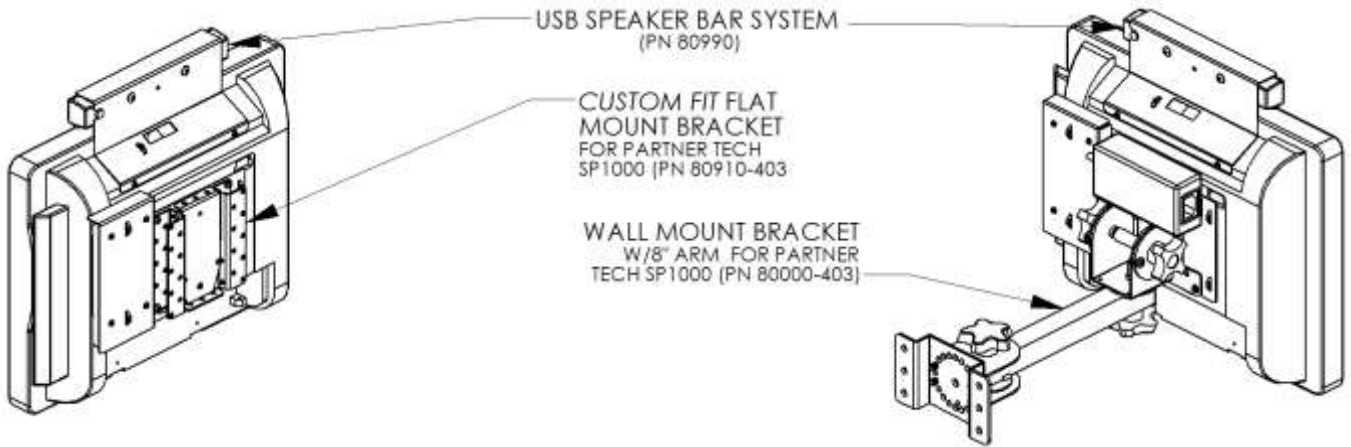 USB SPEAKER BAR SYSTEM
(PN 80990)
CUSTOM FIT FLAT
MOUNT BRACKET
FOR PARTNER TECH
SP1000 (PN 80910-403
WALL MOUNT BRACKET
W/8" ARM FOR PARTNER
TECH SP1000 (PN 80000-403)